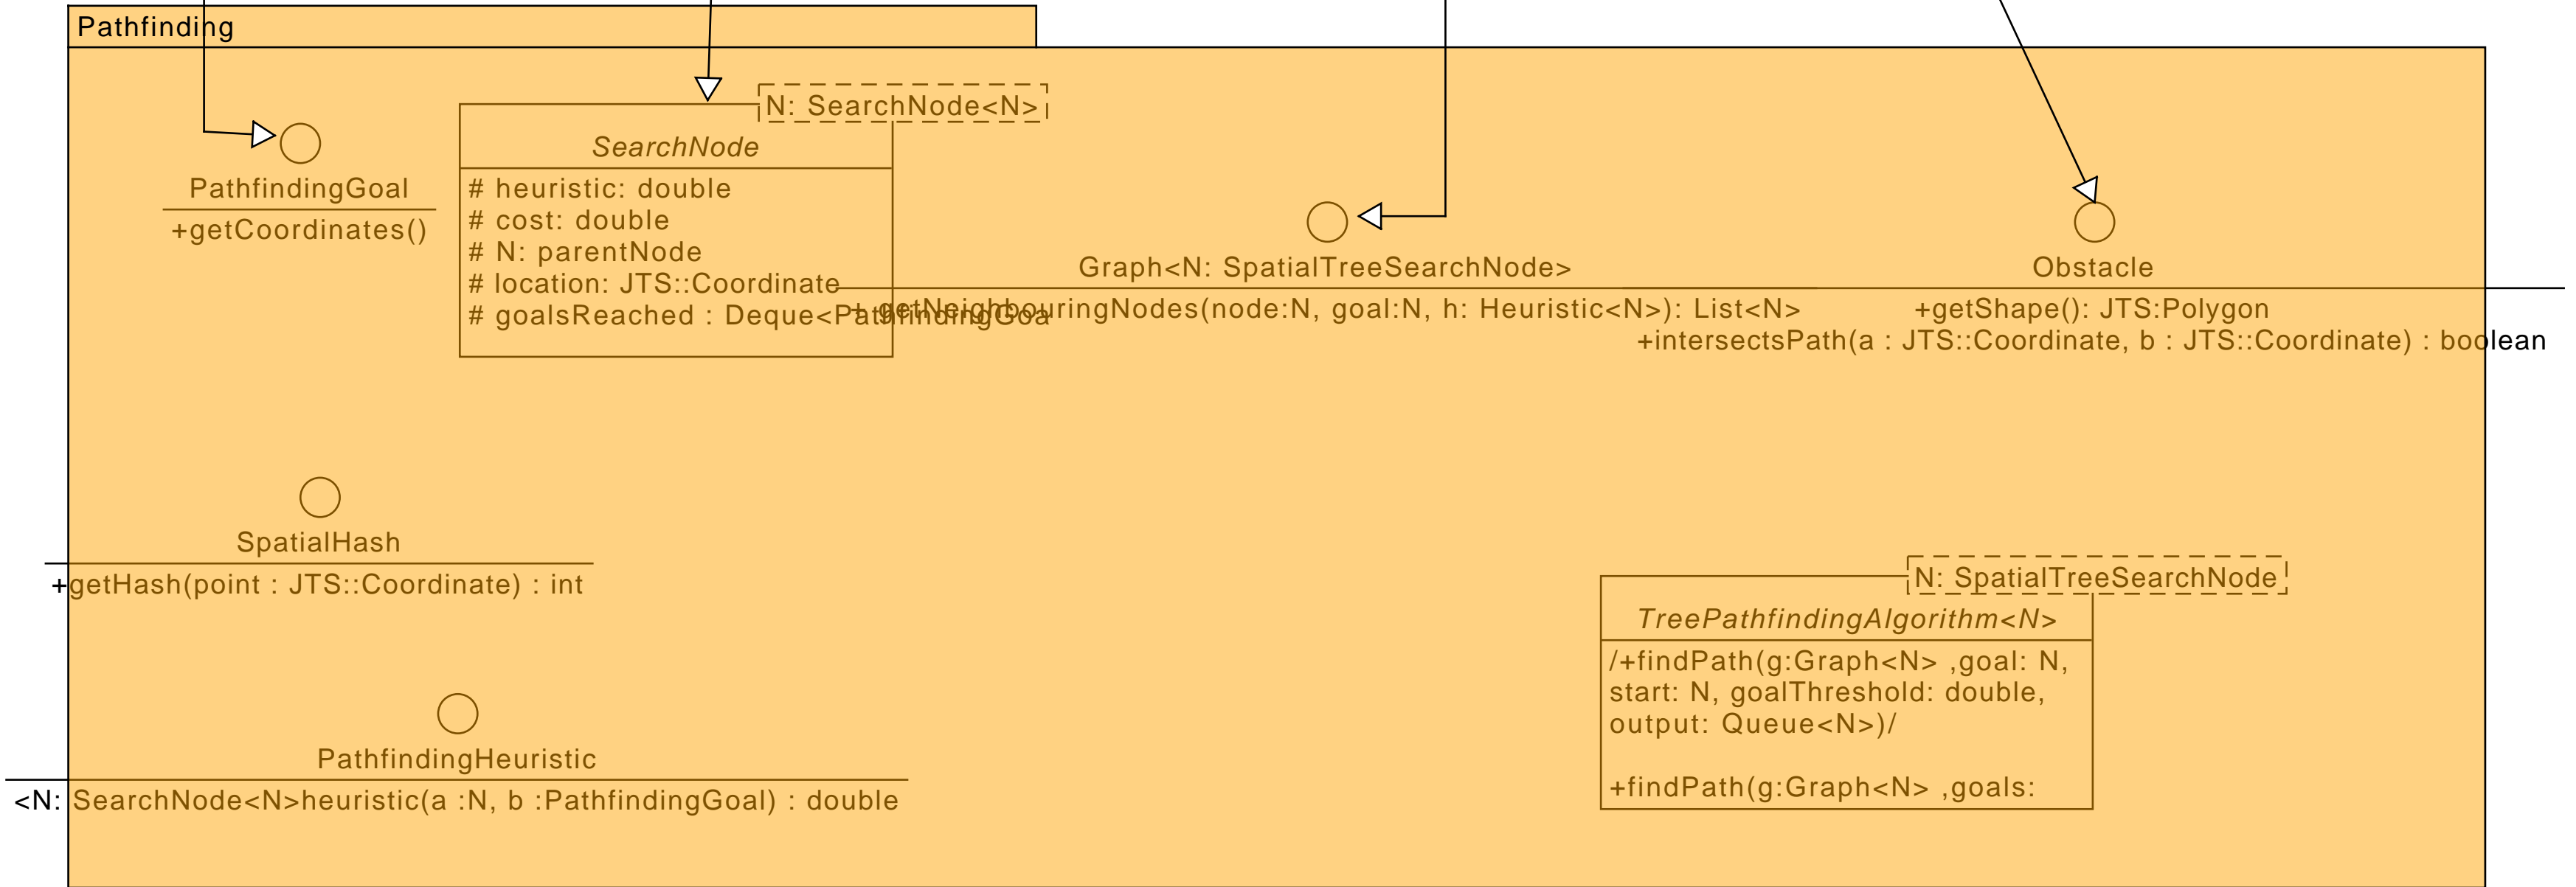 Pathfinding
N: SearchNode<N>
SearchNode
# heuristic: double
# cost: double
# N: parentNode
# location: JTS::Coordinate
# goalsReached : Deque<PathfindingGoa
PathfindingGoal
+getCoordinates()
Graph<N: SpatialTreeSearchNode>
+ getNeighbouringNodes(node:N, goal:N, h: Heuristic<N>): List<N>
Obstacle
+getShape(): JTS:Polygon
+intersectsPath(a : JTS::Coordinate, b : JTS::Coordinate) : boolean
SpatialHash
+getHash(point : JTS::Coordinate) : int
PathfindingHeuristic
<N: SearchNode<N>heuristic(a :N, b :PathfindingGoal) : double
N: SpatialTreeSearchNode
TreePathfindingAlgorithm<N>
/+findPath(g:Graph<N> ,goal: N,
start: N, goalThreshold: double,
output: Queue<N>)/
+findPath(g:Graph<N> ,goals: